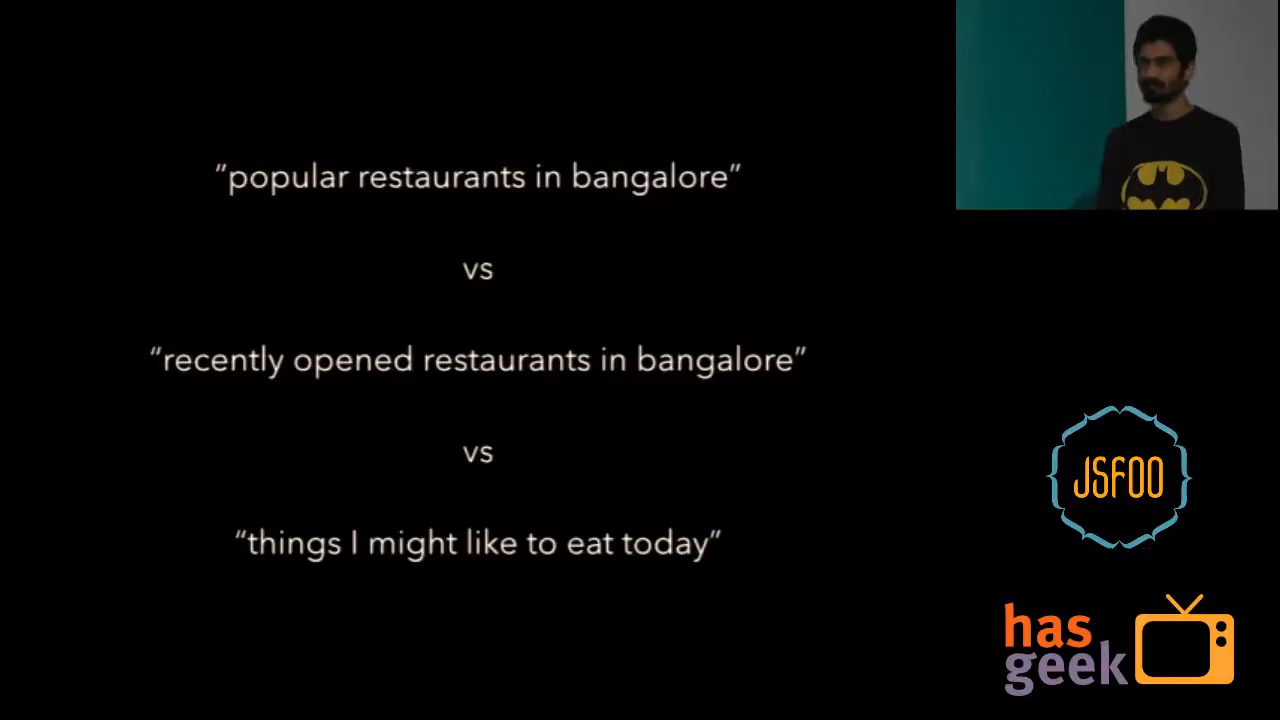 “popular restaurants in bangalore”
vs
“recently opened restaurants in bangalore”
vs
“things I might like to eat today”
JSFOO
has
geek